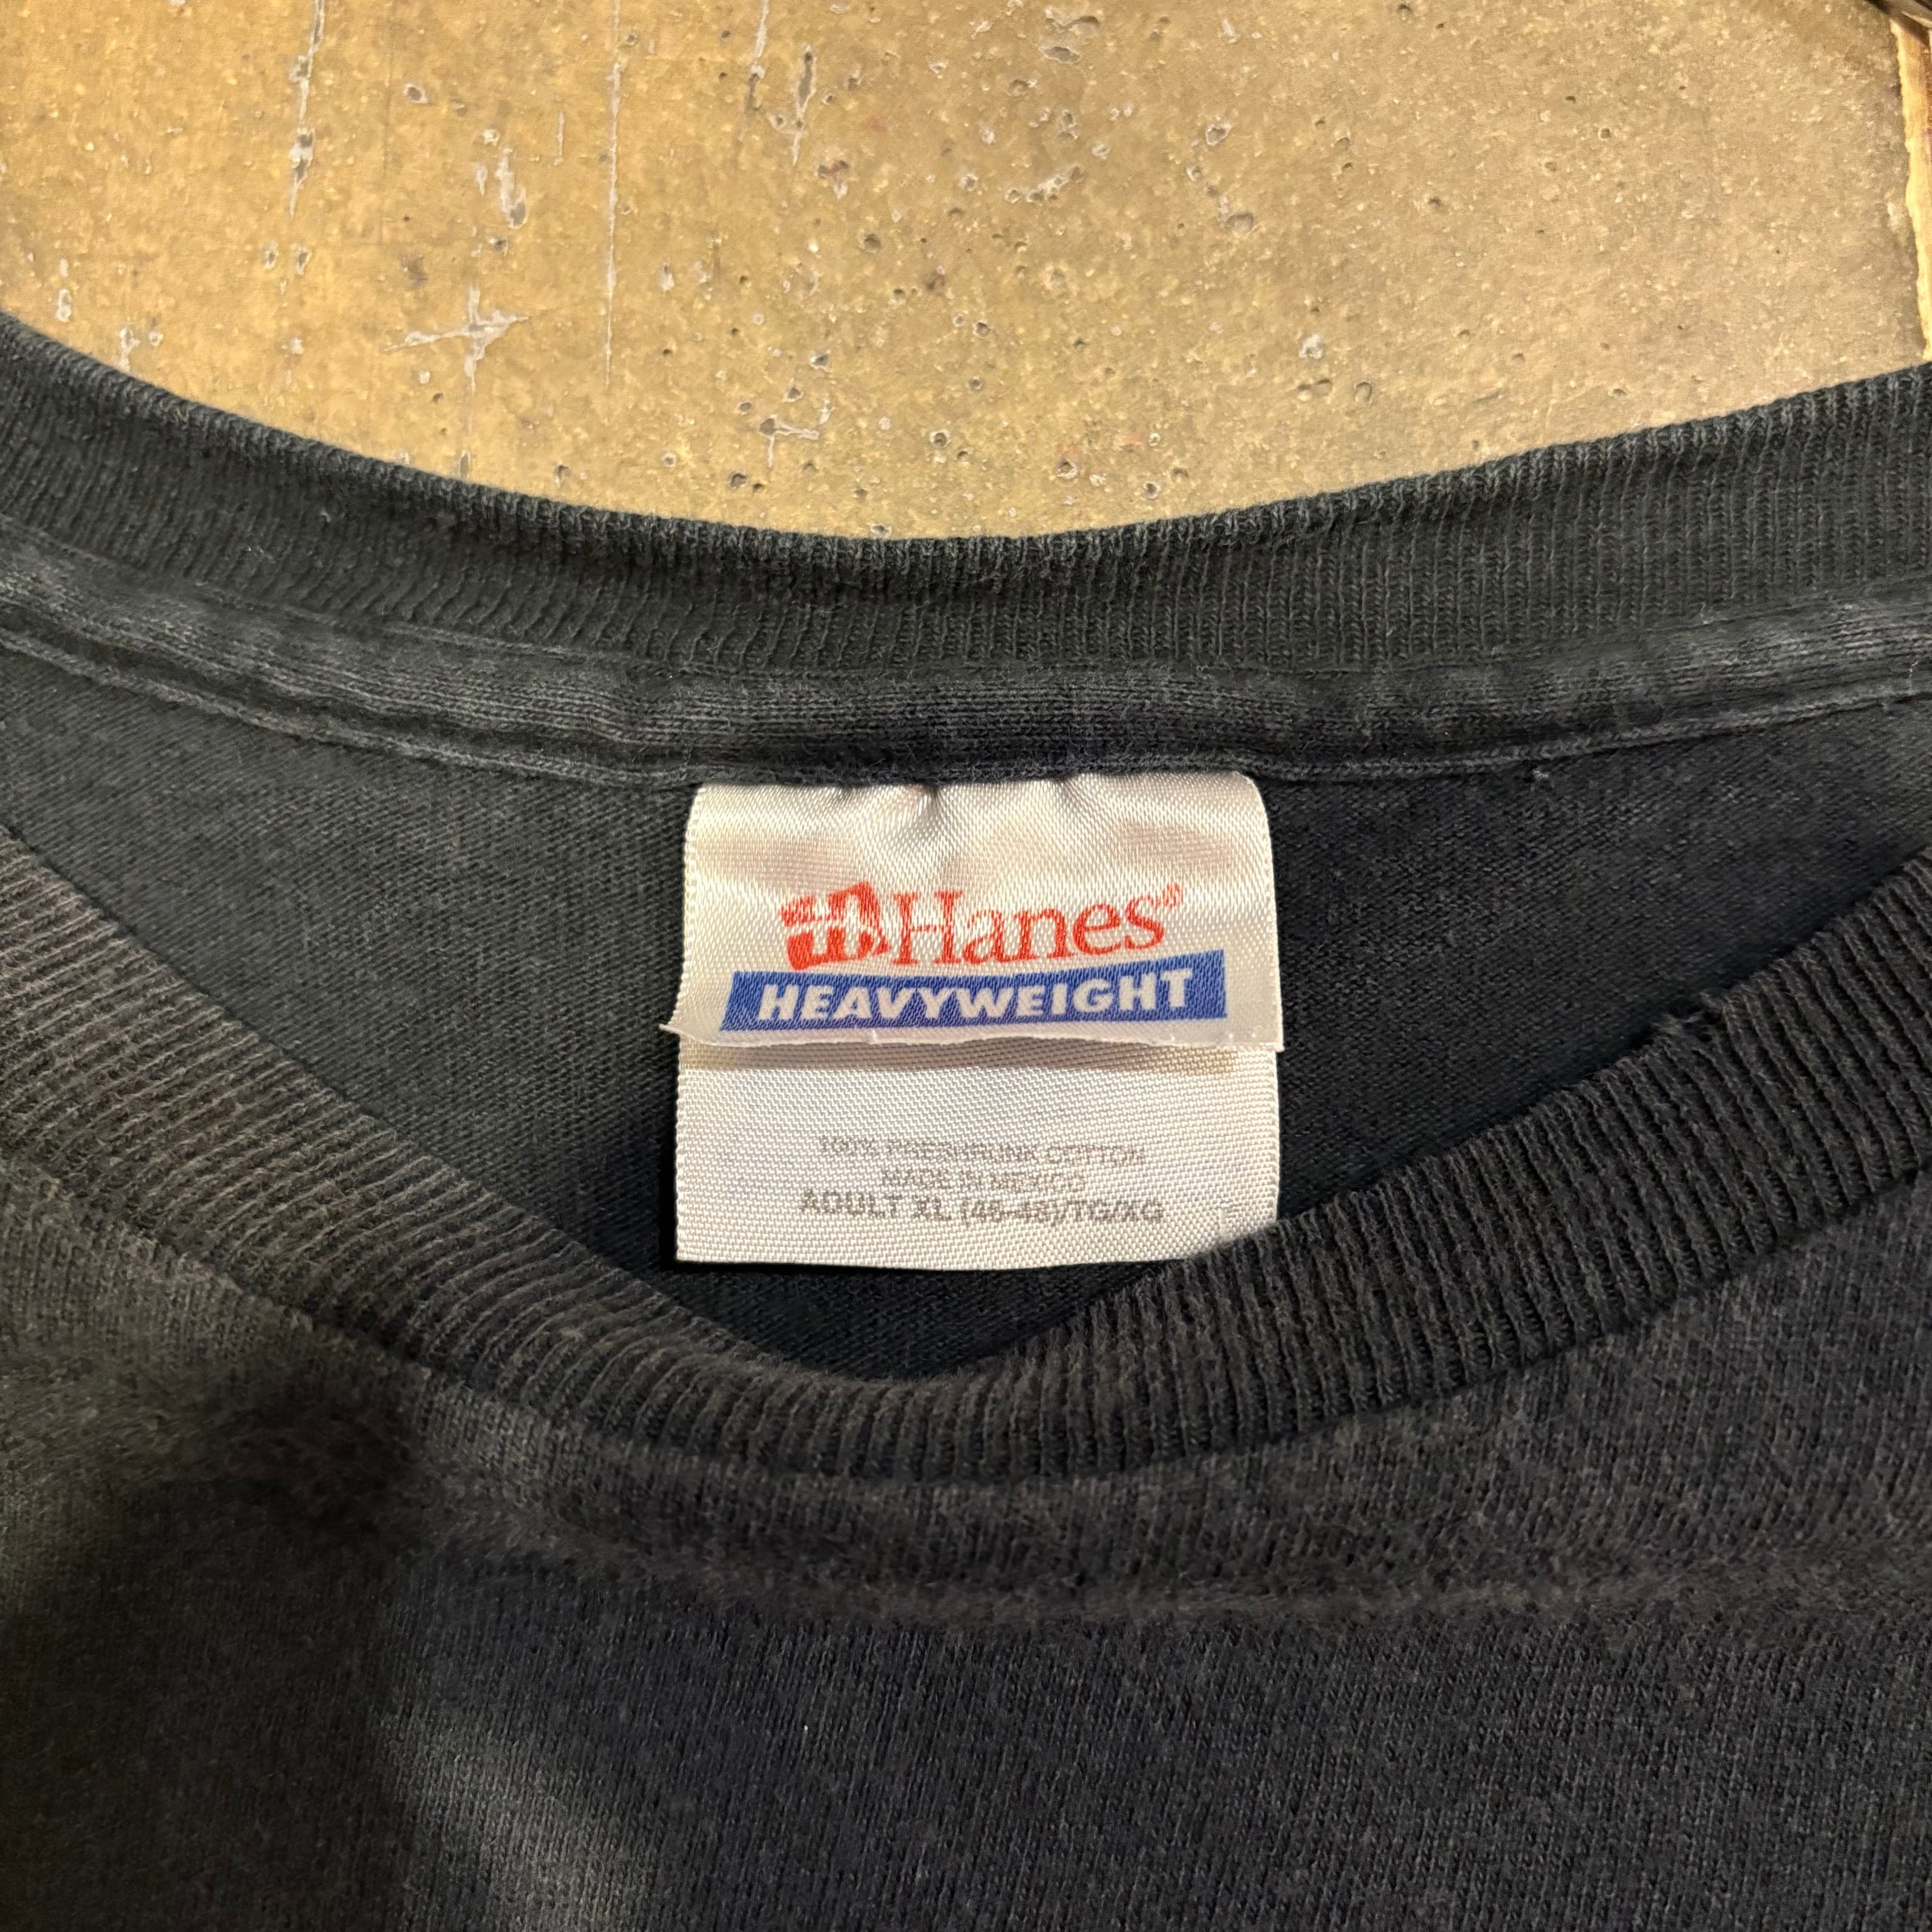 H Hanes®
HEAVYWEIGHT
100% PRESHRUNK COTTON
MADE IN MEXICO
ADULT XL (46-48)/TG/XG